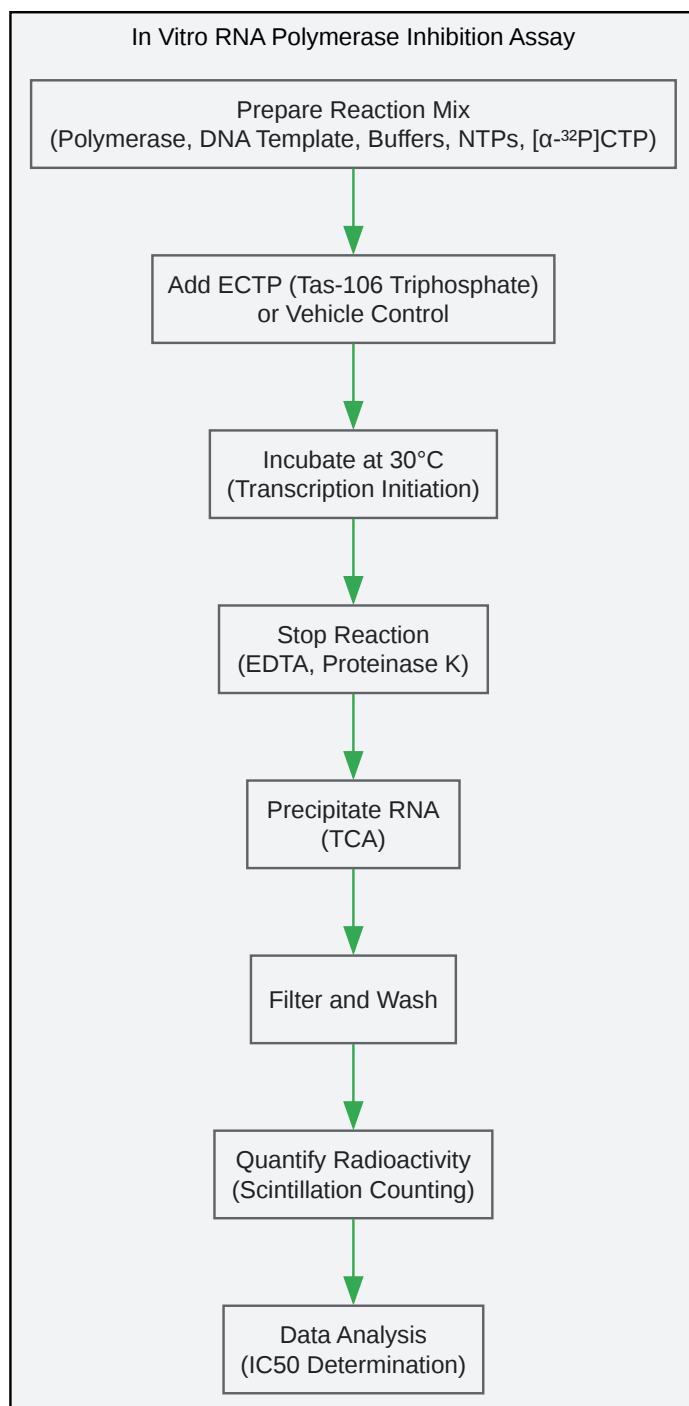 In Vitro RNA Polymerase Inhibition Assay
Prepare Reaction Mix
(Polymerase, DNA Template, Buffers, NTPs, [α-³²P]CTP)
Add ECTP (Tas-106 Triphosphate)
or Vehicle Control
Incubate at 30°C
(Transcription Initiation)
Stop Reaction
(EDTA, Proteinase K)
Precipitate RNA
(TCA)
Filter and Wash
Quantify Radioactivity
(Scintillation Counting)
Data Analysis
(IC50 Determination)